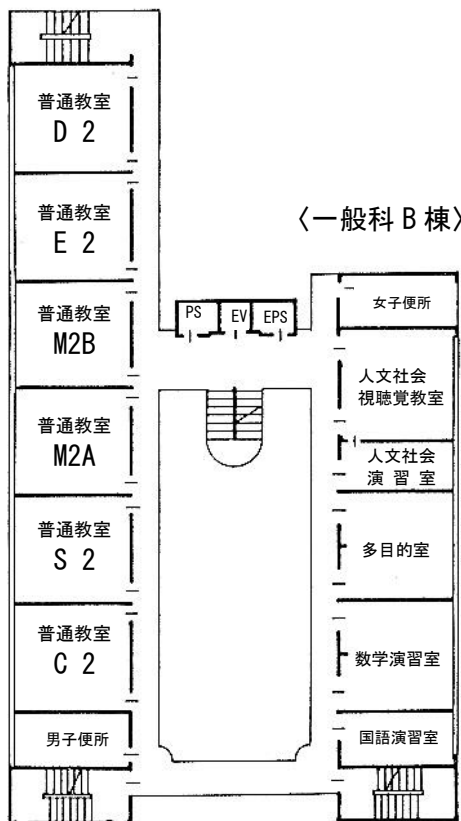 普通教室
D 2
普通教室
E 2
〈一般科 B 棟〉
普通教室
M2B
PS
EV
EPS
女子便所
人文社会
視聴覚教室
普通教室
M2A
人文社会
演 習 室
普通教室
S 2
多目的室
普通教室
C 2
数学演習室
男子便所
国語演習室